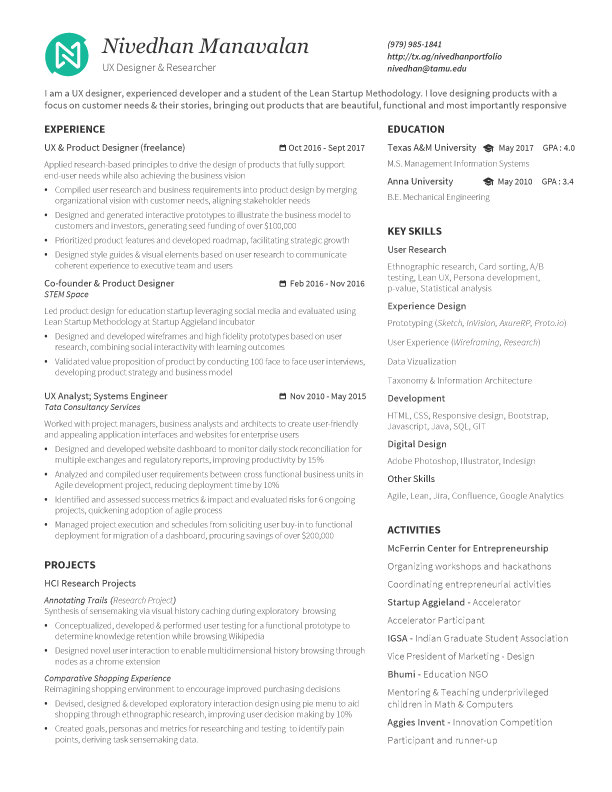 Nivedhan Manavalan
UX Designer & Researcher
(979) 985-1841
http://tx.ag/nivedhanportfolio
nivedhan@tamu.edu
I am a UX designer, experienced developer and a student of the Lean Startup Methodology. I love designing products with a
focus on customer needs & their stories, bringing out products that are beautiful, functional and most importantly responsive
EXPERIENCE
UX & Product Designer (freelance) Oct 2016 - Sept 2017
Applied research-based principles to drive the design of products that fully support
end-user needs while also achieving the business vision
• Compiled user research and business requirements into product design by merging
organizational vision with customer needs, aligning stakeholder needs
• Designed and generated interactive prototypes to illustrate the business model to
customers and investors, generating seed funding of over $100,000
• Prioritized product features and developed roadmap, facilitating strategic growth
• Designed style guides & visual elements based on user research to communicate
coherent experience to executive team and users
Co-founder & Product Designer Feb 2016 - Nov 2016
STEM Space
Led product design for education startup leveraging social media and evaluated using
Lean Startup Methodology at Startup Aggieland incubator
• Designed and developed wireframes and high fidelity prototypes based on user
research, combining social interactivity with learning outcomes
• Validated value proposition of product by conducting 100 face to face user interviews,
developing product strategy and business model
UX Analyst; Systems Engineer Nov 2010 - May 2015
Tata Consultancy Services
Worked with project managers, business analysts and architects to create user-friendly
and appealing application interfaces and websites for enterprise users
• Designed and developed website dashboard to monitor daily stock reconciliation for
multiple exchanges and regulatory reports, improving productivity by 15%
• Analyzed and compiled user requirements between cross functional business units in
Agile development project, reducing deployment time by 10%
• Identified and assessed success metrics & impact and evaluated risks for 6 ongoing
projects, quickening adoption of agile process
• Managed project execution and schedules from soliciting user buy-in to functional
deployment for migration of a dashboard, procuring savings of over $200,000
PROJECTS
HCI Research Projects
Annotating Trails (Research Project)
Synthesis of sensemaking via visual history caching during exploratory browsing
• Conceptualized, developed & performed user testing for a functional prototype to
determine knowledge retention while browsing Wikipedia
• Designed novel user interaction to enable multidimensional history browsing through
nodes as a chrome extension
Comparative Shopping Experience
Reimagining shopping environment to encourage improved purchasing decisions
• Devised, designed & developed exploratory interaction design using pie menu to aid
shopping through ethnographic research, improving user decision making by 10%
• Created goals, personas and metrics for researching and testing to identify pain
points, deriving task sensemaking data.
EDUCATION
Texas A&M University May 2017 GPA : 4.0
M.S. Management Information Systems
Anna University May 2010 GPA : 3.4
B.E. Mechanical Engineering
KEY SKILLS
User Research
Ethnographic research, Card sorting, A/B
testing, Lean UX, Persona development,
p-value, Statistical analysis
Experience Design
Prototyping (Sketch, InVision, AxureRP, Proto.io)
User Experience (Wireframing, Research)
Data Vizualization
Taxonomy & Information Architecture
Development
HTML, CSS, Responsive design, Bootstrap,
Javascript, Java, SQL, GIT
Digital Design
Adobe Photoshop, Illustrator, Indesign
Other Skills
Agile, Lean, Jira, Confluence, Google Analytics
ACTIVITIES
McFerrin Center for Entrepreneurship
Organizing workshops and hackathons
Coordinating entrepreneurial activities
Startup Aggieland - Accelerator
Accelerator Participant
IGSA - Indian Graduate Student Association
Vice President of Marketing - Design
Bhumi - Education NGO
Mentoring & Teaching underprivileged
children in Math & Computers
Aggies Invent - Innovation Competition
Participant and runner-up